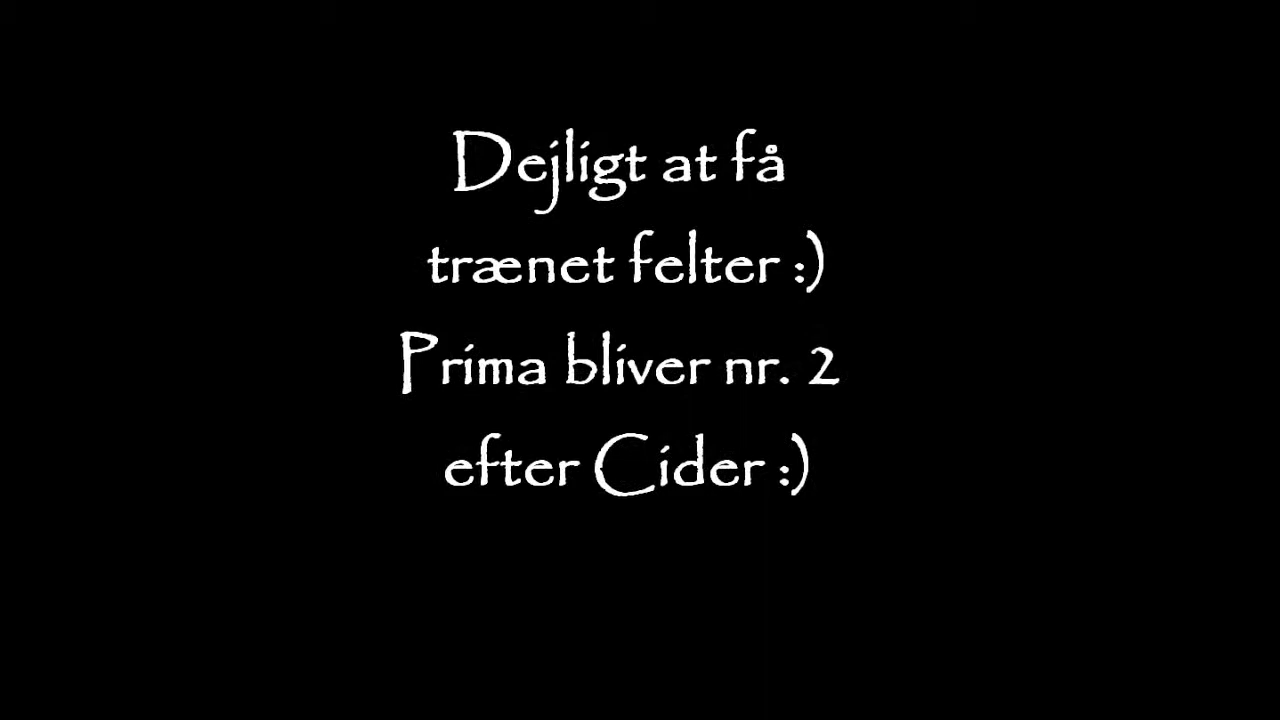 Dejligt at få
trænet felter :)
Prima bliver nr. 2
efter Cider :)